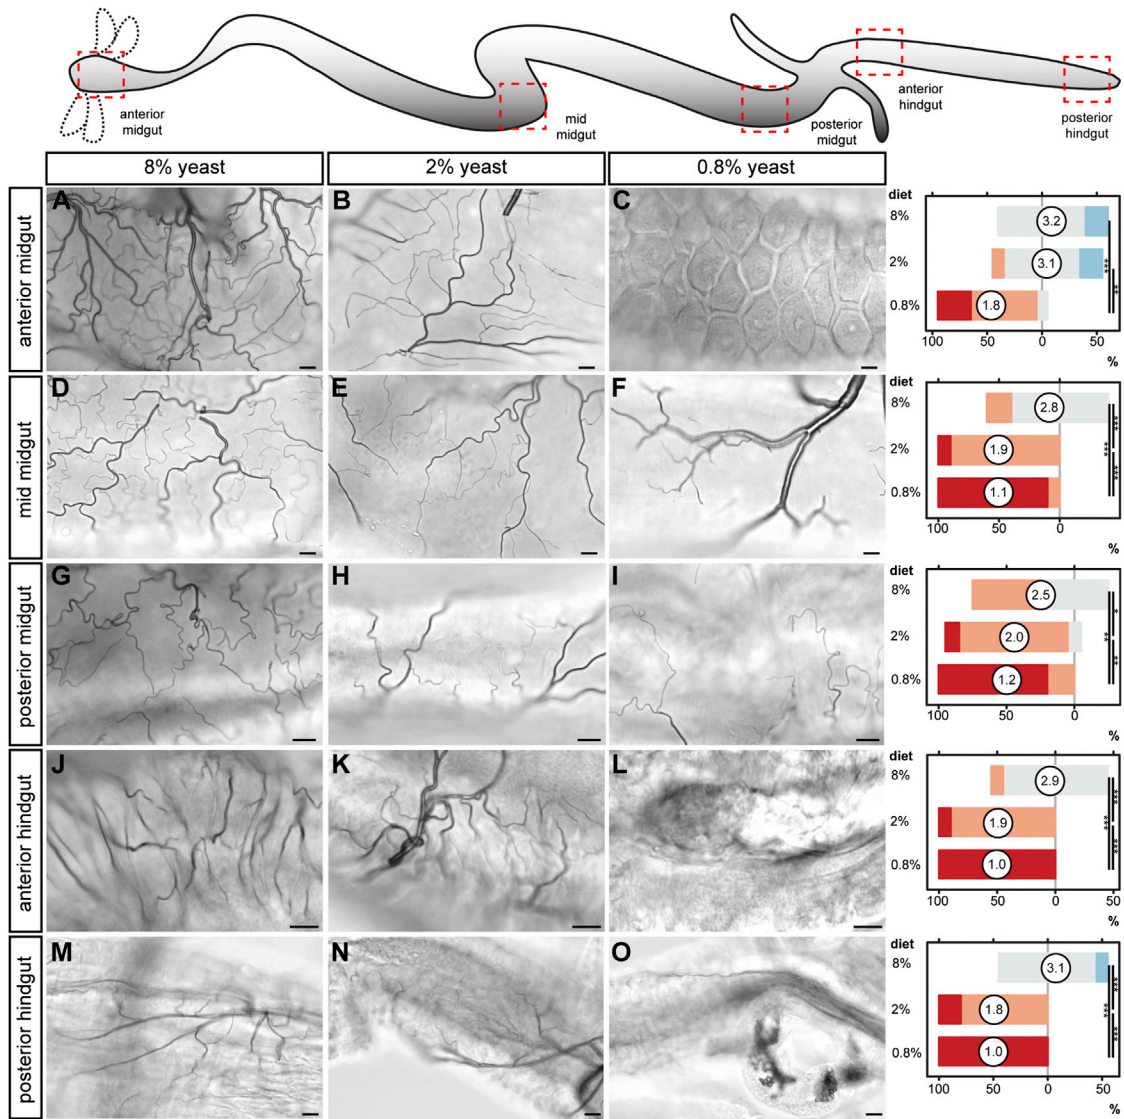 anterior
midgut
mid
midgut
posterior
midgut
anterior
hindgut
posterior
hindgut
8% yeast
2% yeast
0.8% yeast
anterior midgut
A
B
C
diet
8%
3.2
2%
3.1
0.8%
1.8
***
**
100
50
0
50
%
mid midgut
D
E
F
diet
8%
2.8
2%
1.9
0.8%
1.1
***
***
***
100
50
0
%
posterior midgut
G
H
I
diet
8%
2.5
2%
2.0
0.8%
1.2
*
**
**
100
50
0
%
anterior hindgut
J
K
L
diet
8%
2.9
2%
1.9
0.8%
1.0
***
***
***
100
50
0
50
%
posterior hindgut
M
N
O
diet
8%
3.1
2%
1.8
0.8%
1.0
***
***
***
100
50
0
50
%